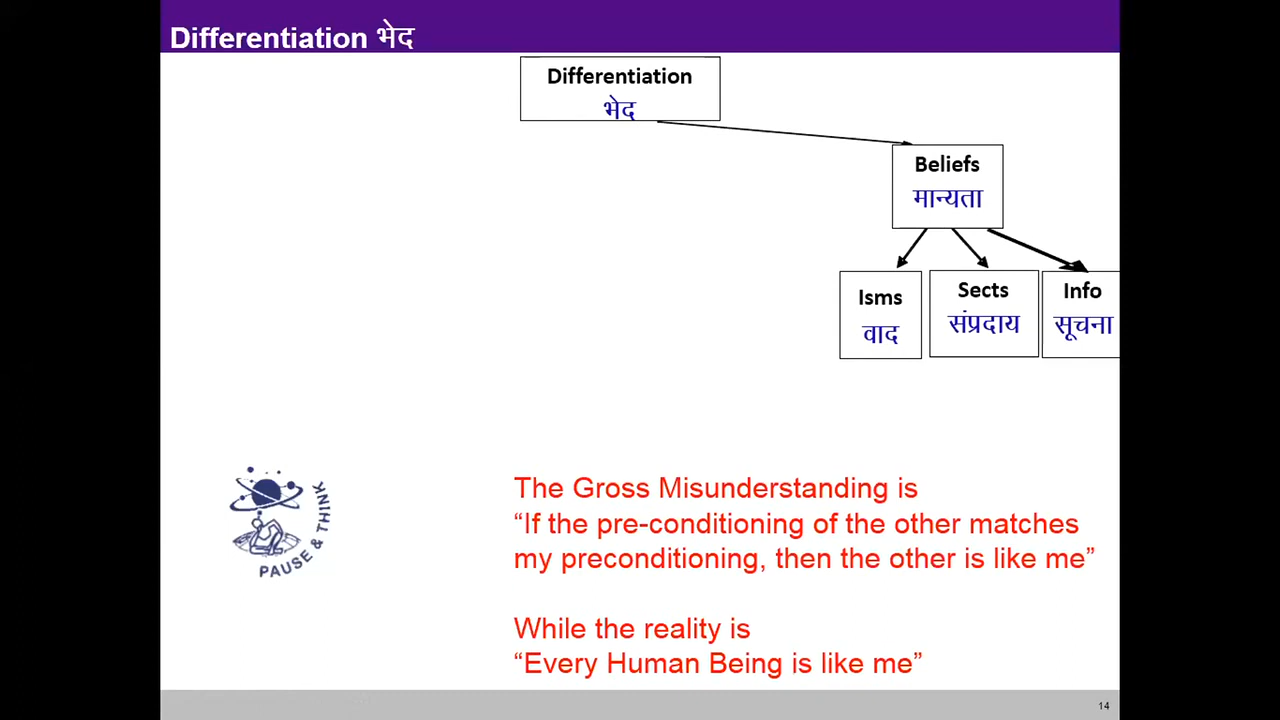 Differentiation भेद
Differentiation
भेद
Beliefs
मान्यता
Isms
वाद
Sects
संप्रदाय
Info
सूचना
The Gross Misunderstanding is
“If the pre-conditioning of the other matches
my preconditioning, then the other is like me”
While the reality is
“Every Human Being is like me”
PAUSE & THINK
14